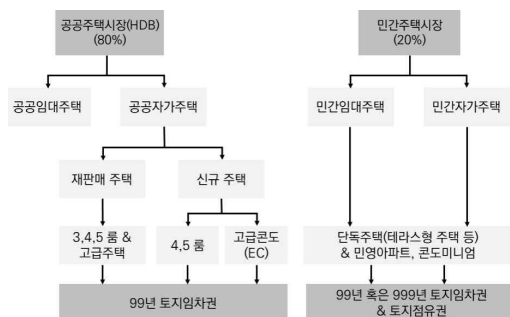 공공주택시장(HDB)
(80%)
민간주택시장
(20%)
공공임대주택
공공자가주택
민간임대주택
민간자가주택
재판매 주택
신규 주택
3,4,5 룸 &
고급주택
4,5 룸
고급콘도
(EC)
단독주택(테라스형 주택 등)
& 민영아파트, 콘도미니엄
99년 토지임차권
99년 혹은 999년 토지임차권
& 토지점유권